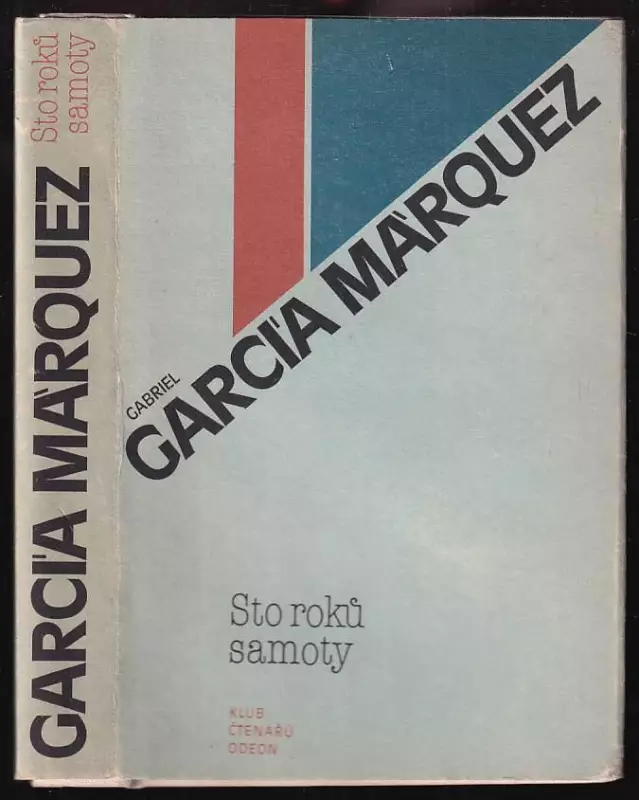 Sto roků
samoty
GARCÍA MÁRQUEZ
GABRIEL
GARCÍA MÁRQUEZ
Sto roků
samoty
KLUB
ČTENÁŘŮ
ODEON